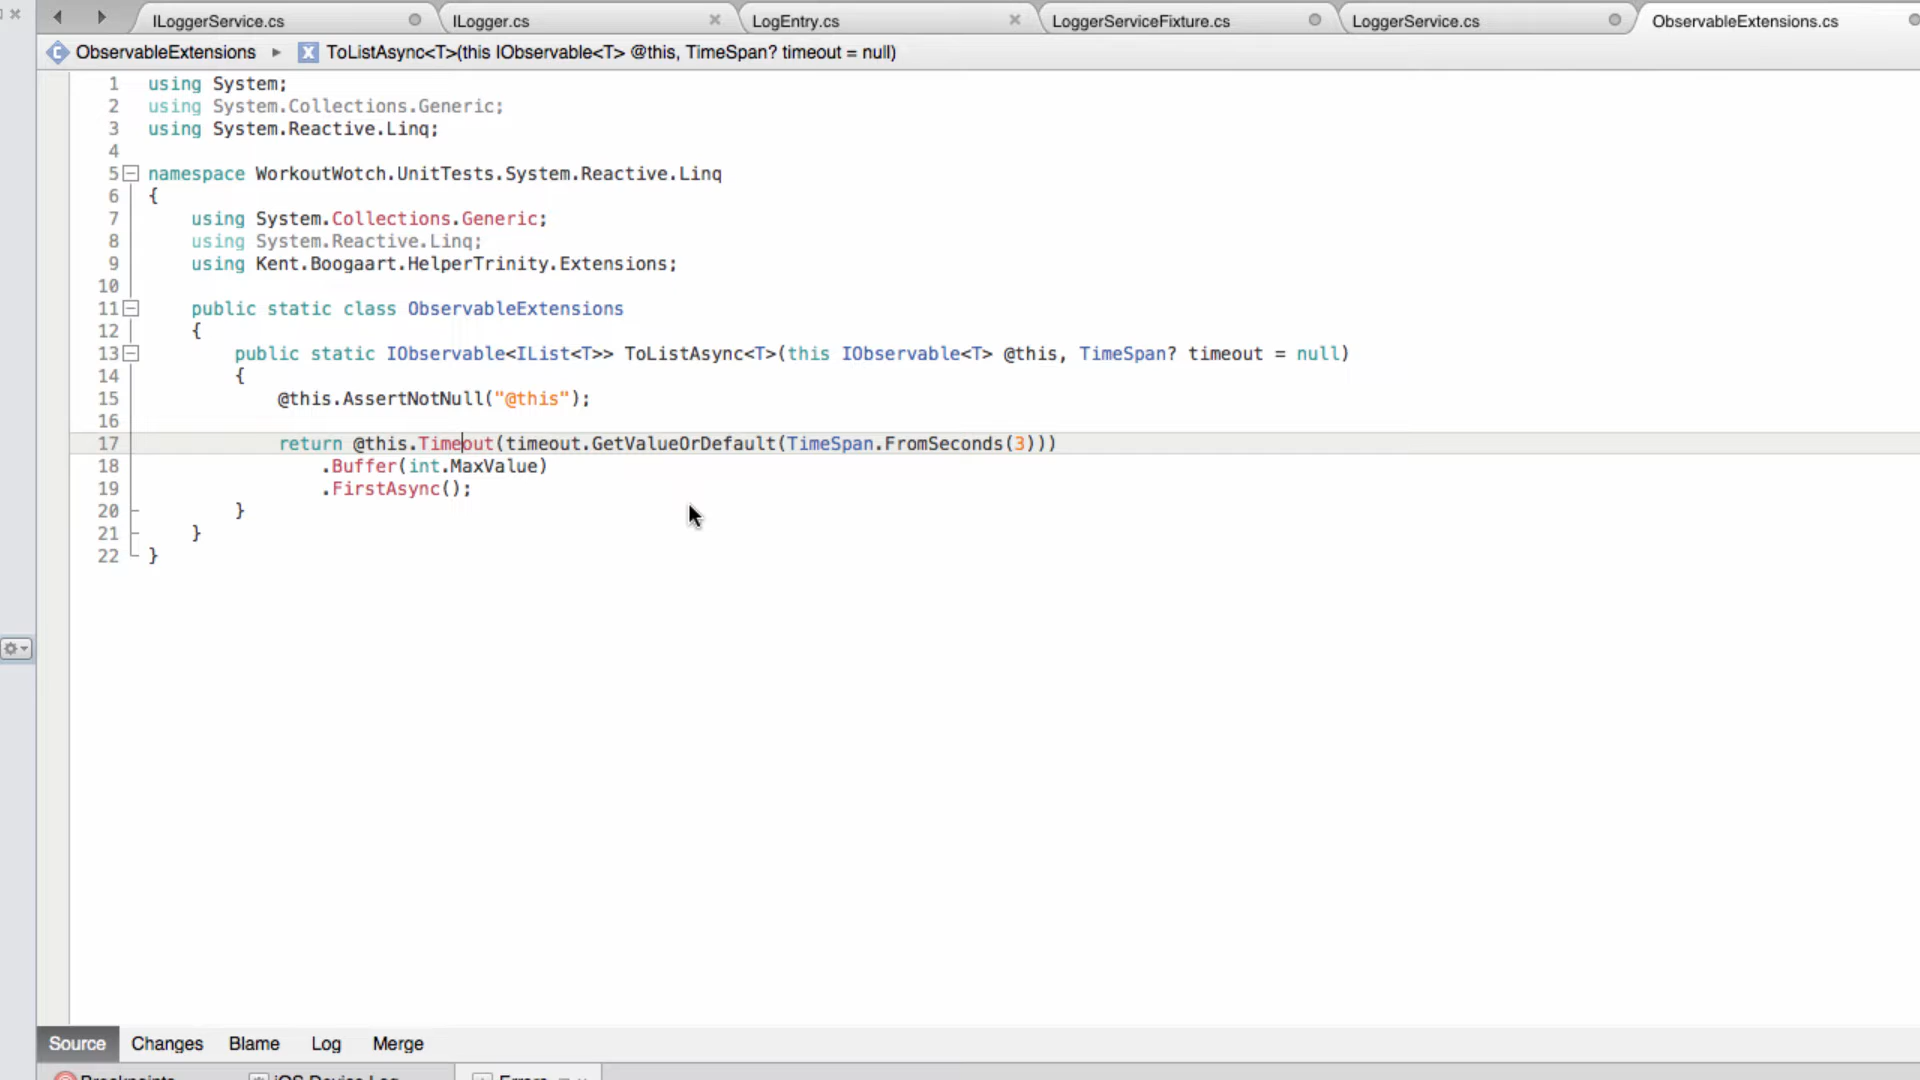 ILoggerService.cs ILogger.cs LogEntry.cs LoggerServiceFixture.cs LoggerService.cs ObservableExtensions.cs
ObservableExtensions ToListAsync<T>(this IObservable<T> @this, TimeSpan? timeout = null)
1 using System;
2 using System.Collections.Generic;
3 using System.Reactive.Linq;
4
5 namespace WorkoutWotch.UnitTests.System.Reactive.Linq
6 {
7 using System.Collections.Generic;
8 using System.Reactive.Linq;
9 using Kent.Boogaart.HelperTrinity.Extensions;
10
11 public static class ObservableExtensions
12 {
13 public static IObservable<IList<T>> ToListAsync<T>(this IObservable<T> @this, TimeSpan? timeout = null)
14 {
15 @this.AssertNotNull("@this");
16
17 return @this.Timeout(timeout.GetValueOrDefault(TimeSpan.FromSeconds(3)))
18 .Buffer(int.MaxValue)
19 .FirstAsync();
20 }
21 }
22 }
Source Changes Blame Log Merge
Breakpoints iOS Device Log Errors